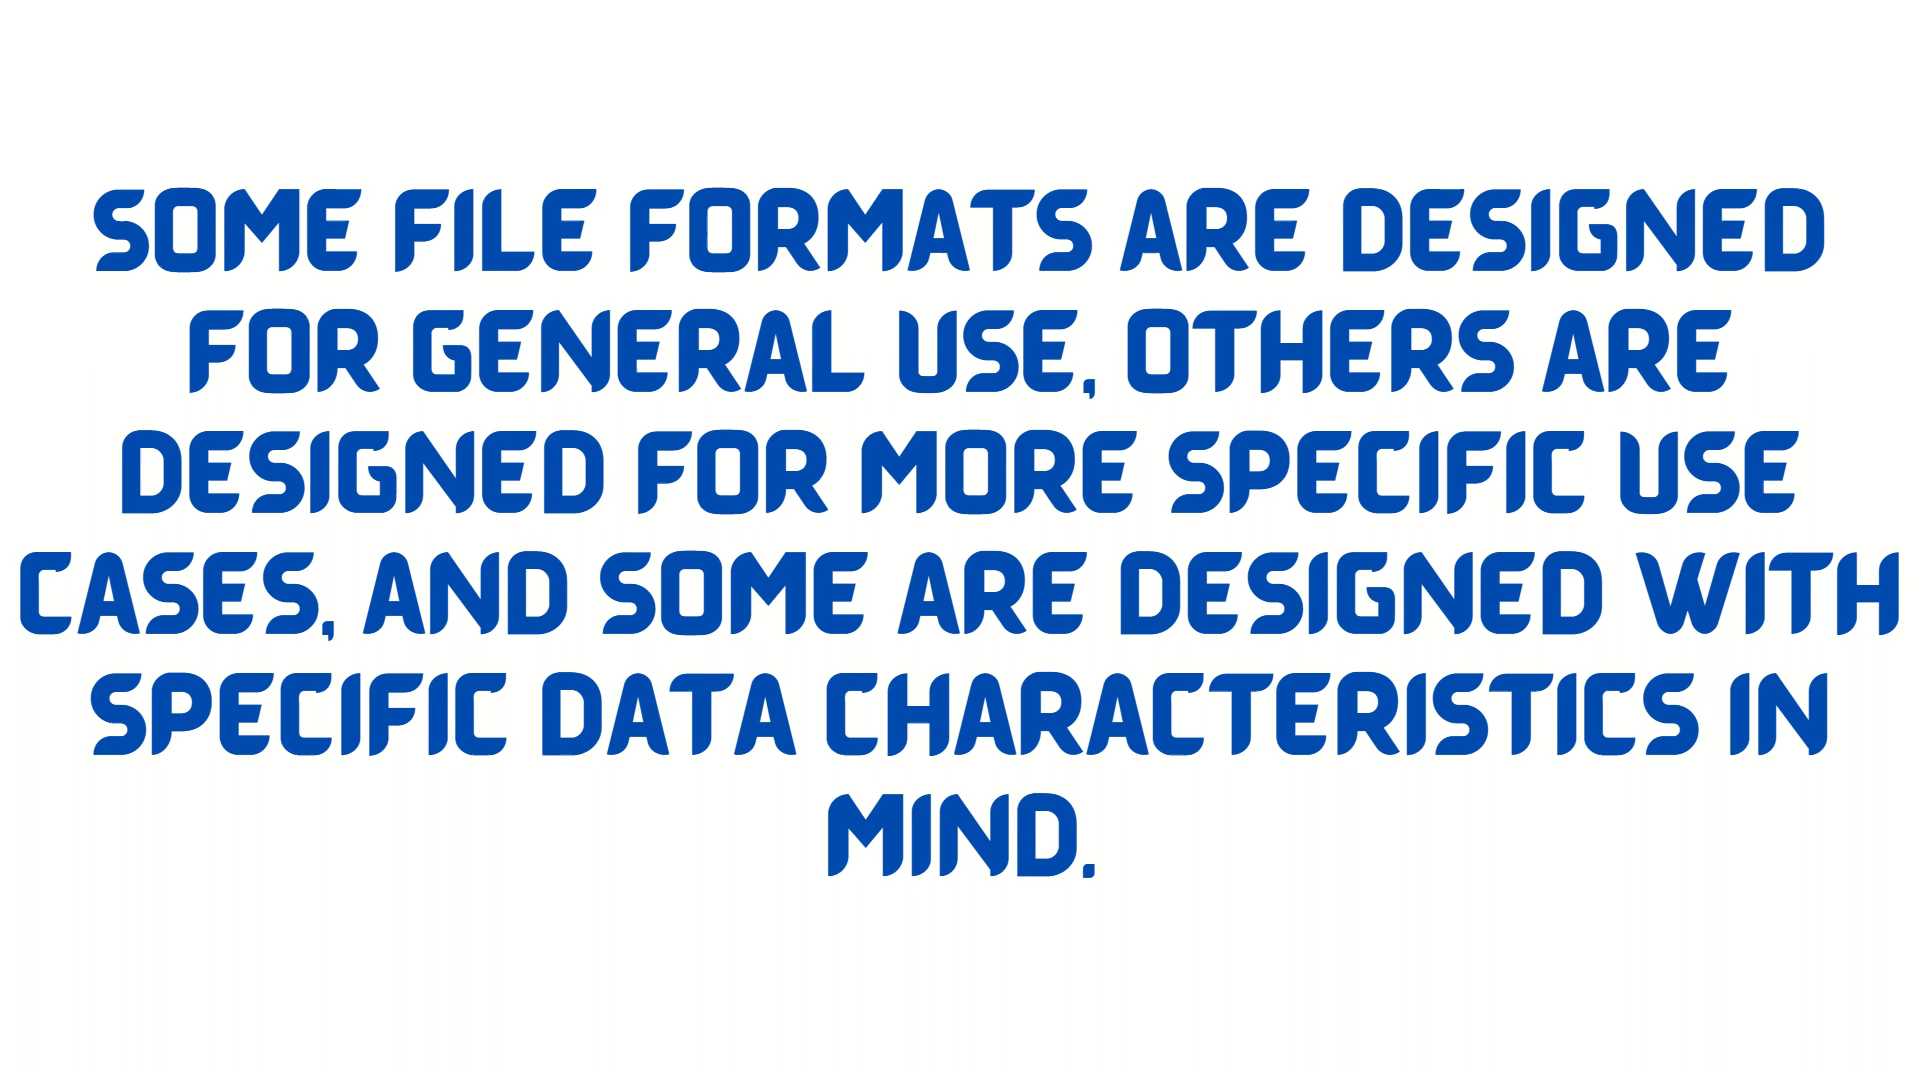 SOME FILE FORMATS ARE DESIGNED
FOR GENERAL USE, OTHERS ARE
DESIGNED FOR MORE SPECIFIC USE
CASES, AND SOME ARE DESIGNED WITH
SPECIFIC DATA CHARACTERISTICS IN
MIND.